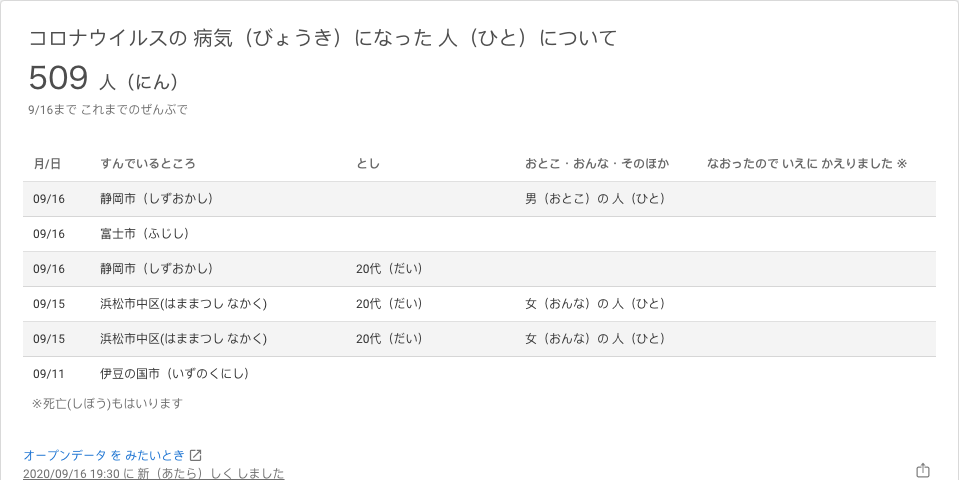 コロナウイルスの 病気（びょうき）になった 人（ひと）について
509 人（にん）
9/16まで これまでのぜんぶで
月/日 すんでいるところ とし おとこ・おんな・そのほか なおったので いえに かえりました ※
09/16 静岡市（しずおかし） 男（おとこ）の 人（ひと）
09/16 富士市（ふじし）
09/16 静岡市（しずおかし） 20代（だい）
09/15 浜松市中区(はままつし なかく) 20代（だい） 女（おんな）の 人（ひと）
09/15 浜松市中区(はままつし なかく) 20代（だい） 女（おんな）の 人（ひと）
09/11 伊豆の国市（いずのくにし）
※死亡(しぼう)もはいります
オープンデータ を みたいとき
2020/09/16 19:30 に 新（あたら）しく しました